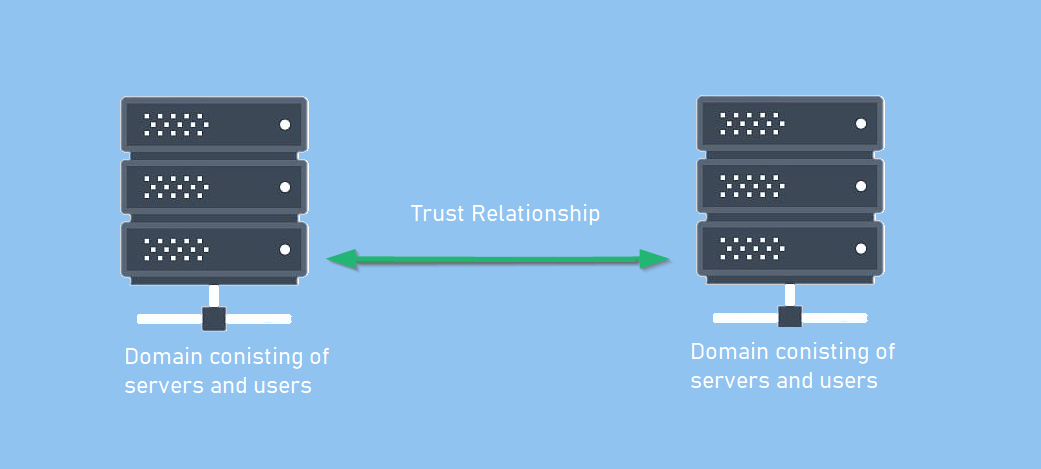 Trust Relationship
Domain conisting of
servers and users
Domain conisting of
servers and users